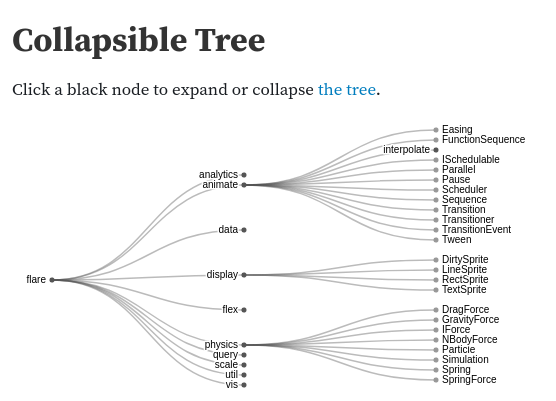 Collapsible Tree
Click a black node to expand or collapse the tree.
flare
analytics
animate
Easing
FunctionSequence
interpolate
ISchedulable
Parallel
Pause
Scheduler
Sequence
Transition
Transitioner
TransitionEvent
Tween
data
display
DirtySprite
LineSprite
RectSprite
TextSprite
flex
physics
DragForce
GravityForce
IForce
NBodyForce
Particle
Simulation
Spring
SpringForce
query
scale
util
vis